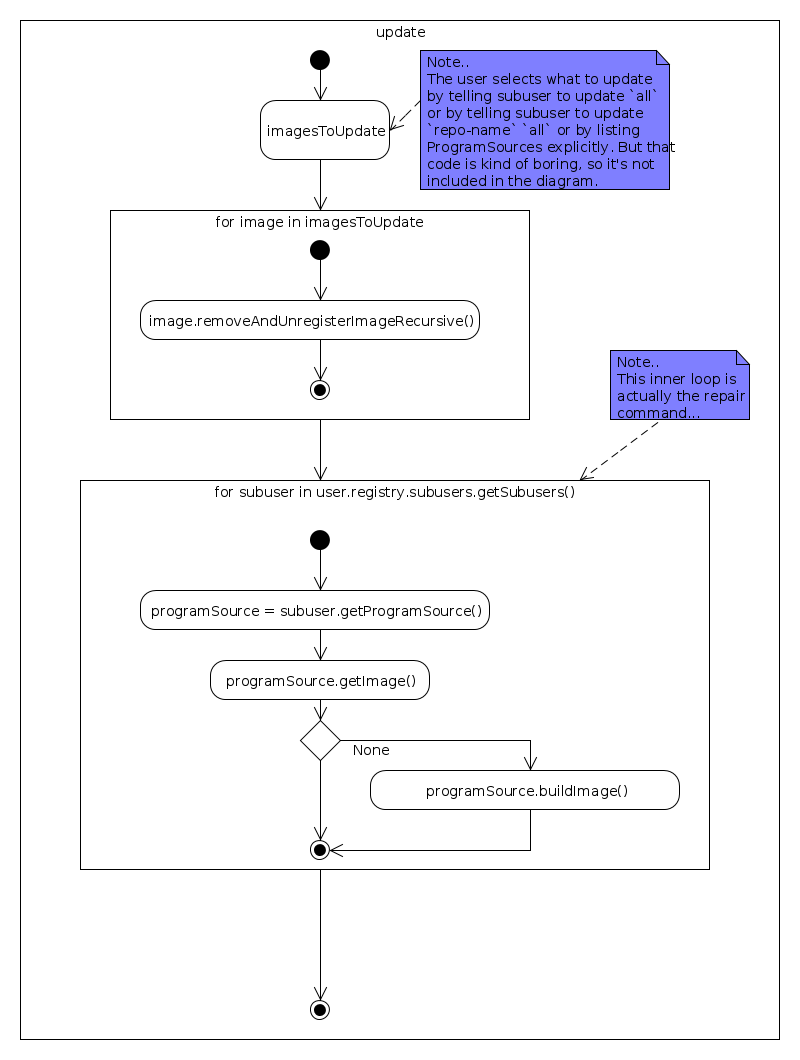 update
Note..
The user selects what to update
by telling subuser to update `all`
or by telling subuser to update
`repo-name` `all` or by listing
ProgramSources explicitly. But that
code is kind of boring, so it's not
included in the diagram.
imagesToUpdate
for image in imagesToUpdate
image.removeAndUnregisterImageRecursive()
Note..
This inner loop is
actually the repair
command...
for subuser in user.registry.subusers.getSubusers()
programSource = subuser.getProgramSource()
programSource.getImage()
None
programSource.buildImage()